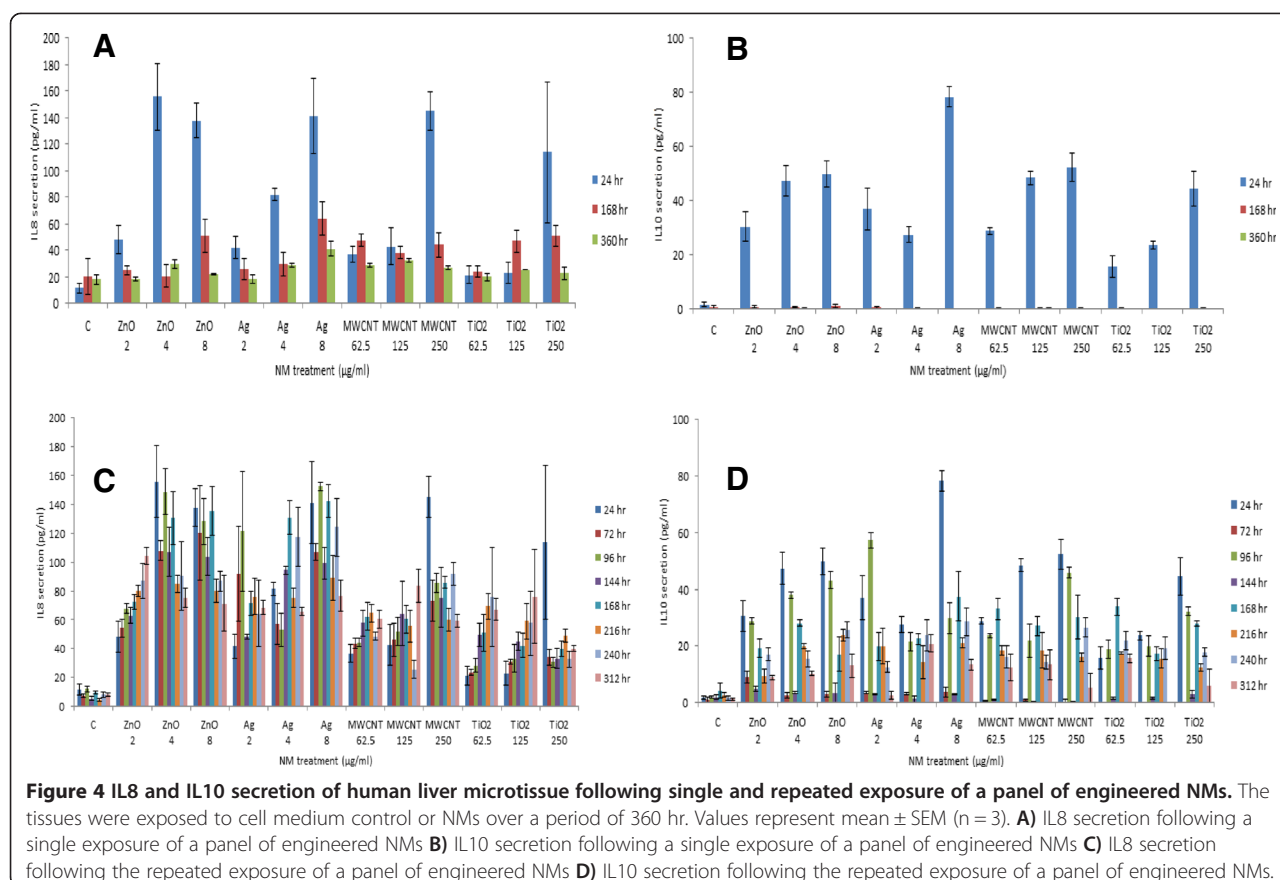 A
200
180
160
140
120
100
80
60
40
20
0
IL8 secretion (pg/ml)
24 hr
168 hr
360 hr
C ZnO ZnO ZnO Ag Ag Ag MWCNT MWCNT MWCNT TiO2 TiO2 TiO2
2 4 8 2 4 8 62.5 125 250 62.5 125 250
NM treatment (µg/ml)
B
100
80
60
40
20
0
IL10 secretion (pg/ml)
24 hr
168 hr
360 hr
C ZnO ZnO ZnO Ag Ag Ag MWCNT MWCNT MWCNT TiO2 TiO2 TiO2
2 4 8 2 4 8 62.5 125 250 62.5 125 250
NM treatment (µg/ml)
C
200
180
160
140
120
100
80
60
40
20
0
IL8 secretion (pg/ml)
24 hr
72 hr
96 hr
144 hr
168 hr
216 hr
240 hr
312 hr
C ZnO ZnO ZnO Ag Ag Ag MWCNT MWCNT MWCNT TiO2 TiO2 TiO2
2 4 8 2 4 8 62.5 125 250 62.5 125 250
NM treatment (µg/ml)
D
100
80
60
40
20
0
IL10 secretion (pg/ml)
24 hr
72 hr
96 hr
144 hr
168 hr
216 hr
240 hr
312 hr
C ZnO ZnO ZnO Ag Ag Ag MWCNT MWCNT MWCNT TiO2 TiO2 TiO2
2 4 8 2 4 8 62.5 125 250 62.5 125 250
NM treatment (µg/ml)
Figure 4 IL8 and IL10 secretion of human liver microtissue following single and repeated exposure of a panel of engineered NMs. The
tissues were exposed to cell medium control or NMs over a period of 360 hr. Values represent mean ± SEM (n = 3). A) IL8 secretion following a
single exposure of a panel of engineered NMs B) IL10 secretion following a single exposure of a panel of engineered NMs C) IL8 secretion
following the repeated exposure of a panel of engineered NMs D) IL10 secretion following the repeated exposure of a panel of engineered NMs.